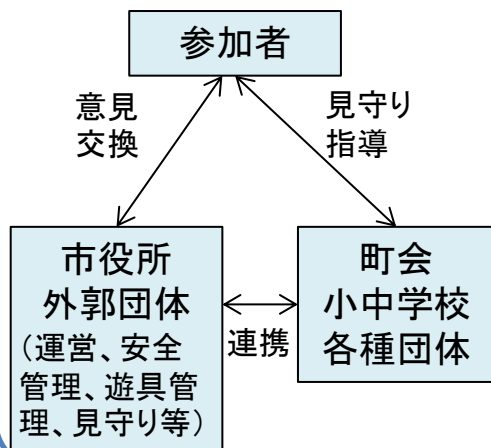 参加者
意見
交換
見守り
指導
市役所
外郭団体
（運営、安全
管理、遊具管
理、見守り等）
連携
町会
小中学校
各種団体